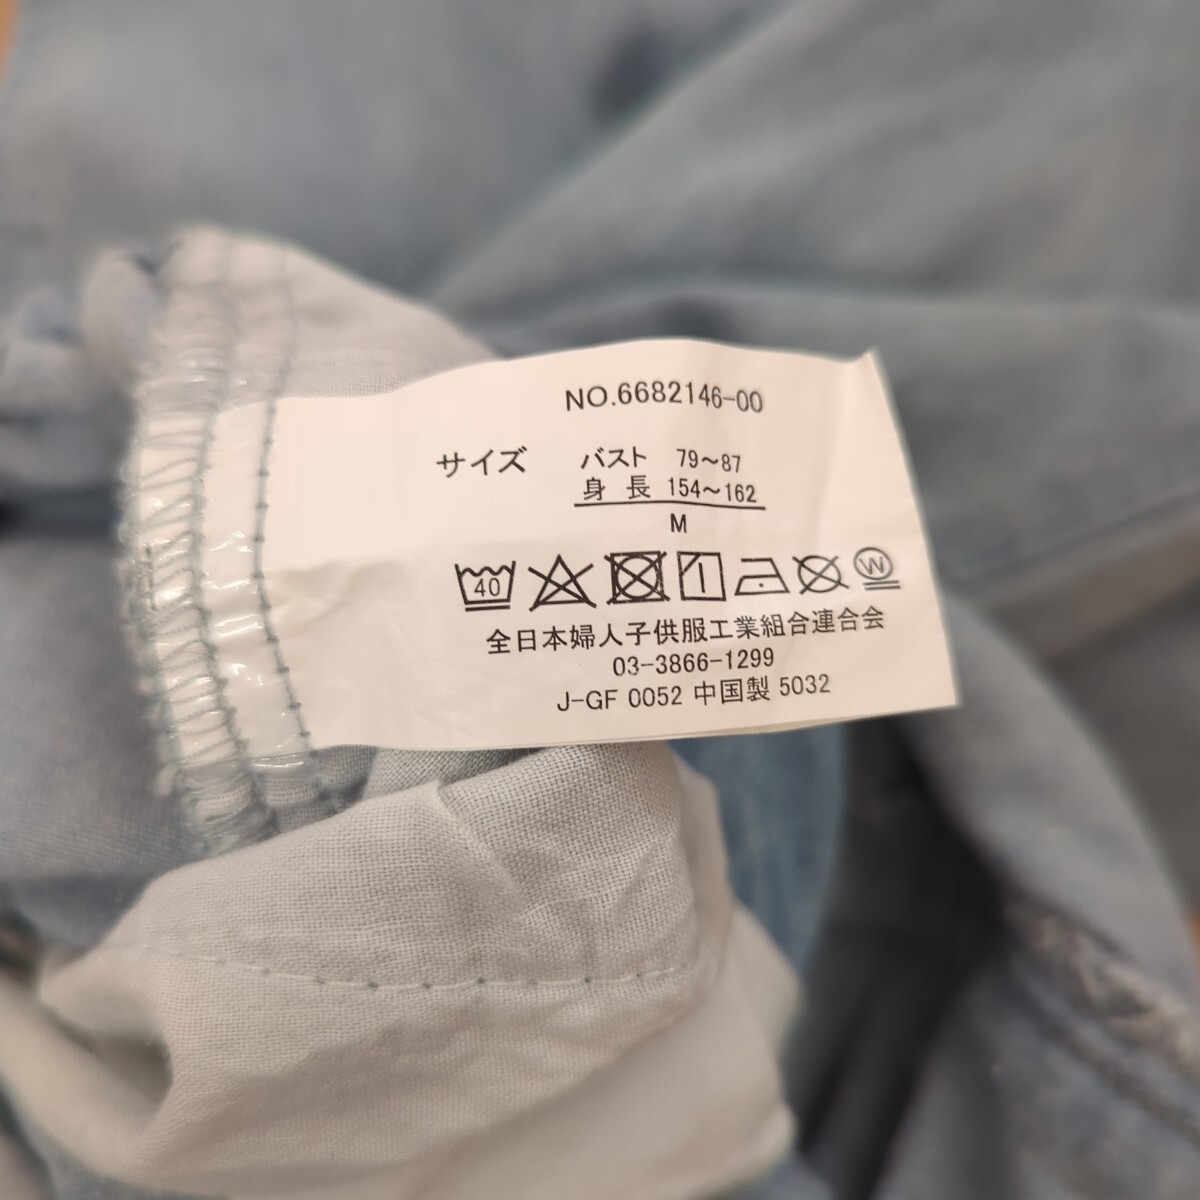 NO.6682146-00
サイズ バスト 79～87
身 長 154～162
M
40 W
全日本婦人子供服工業組合連合会
03-3866-1299
J-GF 0052 中国製 5032